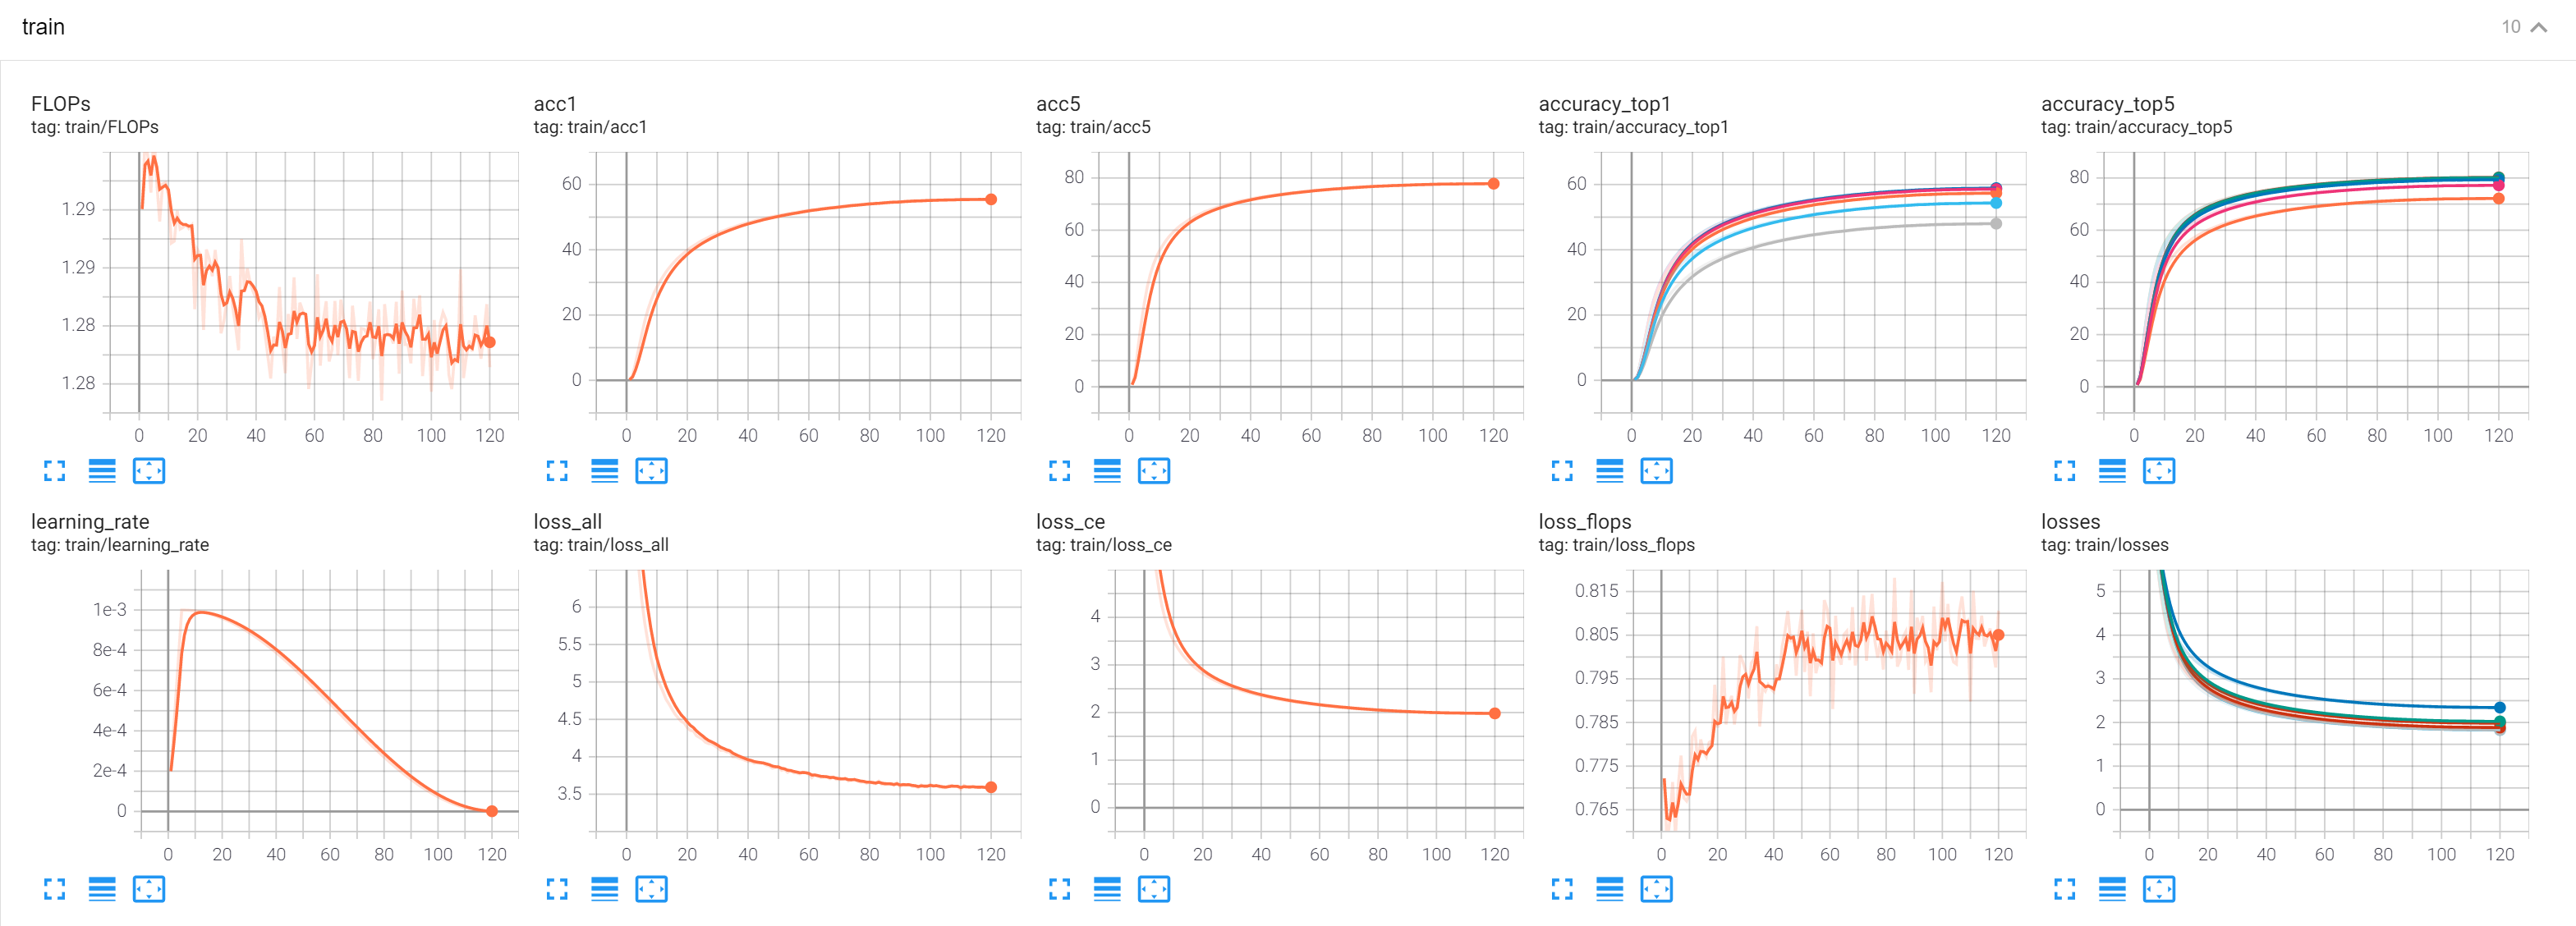 train
10
FLOPs
tag: train/FLOPs
1.29
1.29
1.28
1.28
0 20 40 60 80 100 120
acc1
tag: train/acc1
60
40
20
0
0 20 40 60 80 100 120
acc5
tag: train/acc5
80
60
40
20
0
0 20 40 60 80 100 120
accuracy_top1
tag: train/accuracy_top1
60
40
20
0
0 20 40 60 80 100 120
accuracy_top5
tag: train/accuracy_top5
80
60
40
20
0
0 20 40 60 80 100 120
learning_rate
tag: train/learning_rate
1e-3
8e-4
6e-4
4e-4
2e-4
0
0 20 40 60 80 100 120
loss_all
tag: train/loss_all
6
5.5
5
4.5
4
3.5
0 20 40 60 80 100 120
loss_ce
tag: train/loss_ce
4
3
2
1
0
0 20 40 60 80 100 120
loss_flops
tag: train/loss_flops
0.815
0.805
0.795
0.785
0.775
0.765
0 20 40 60 80 100 120
losses
tag: train/losses
5
4
3
2
1
0
0 20 40 60 80 100 120